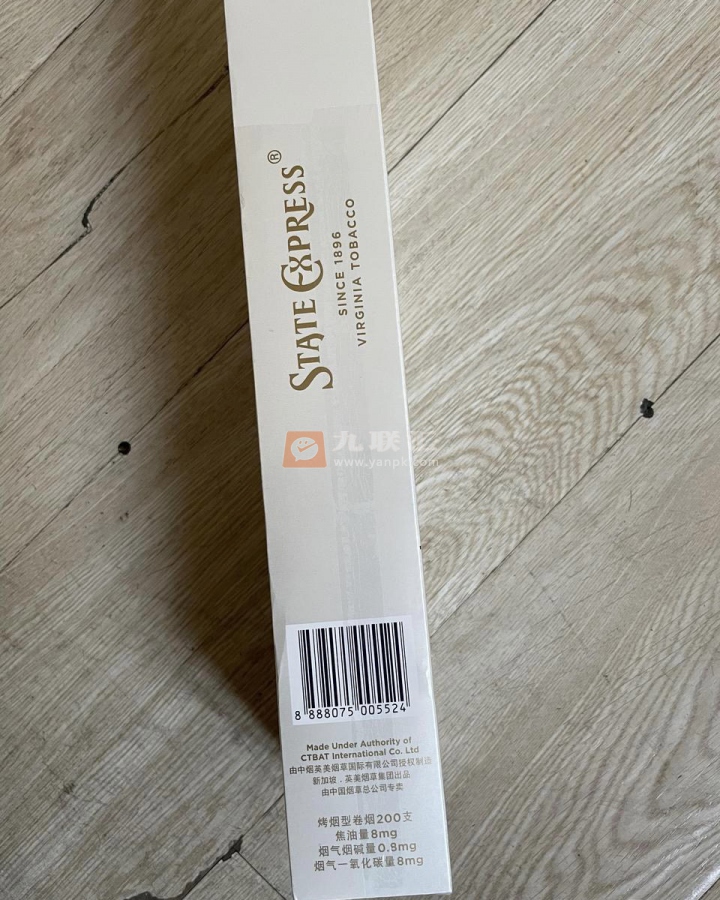 STATE EXPRESS®
SINCE 1896
VIRGINIA TOBACCO
九联
www.yanpk.com
8 888075 005524
Made Under Authority of
CTBAT International Co. Ltd
由中烟英美烟草国际有限公司授权制造
新加坡．英美烟草集团出品
由中国烟草总公司专卖
烤烟型卷烟200支
焦油量8mg
烟气烟碱量0.8mg
烟气一氧化碳量8mg